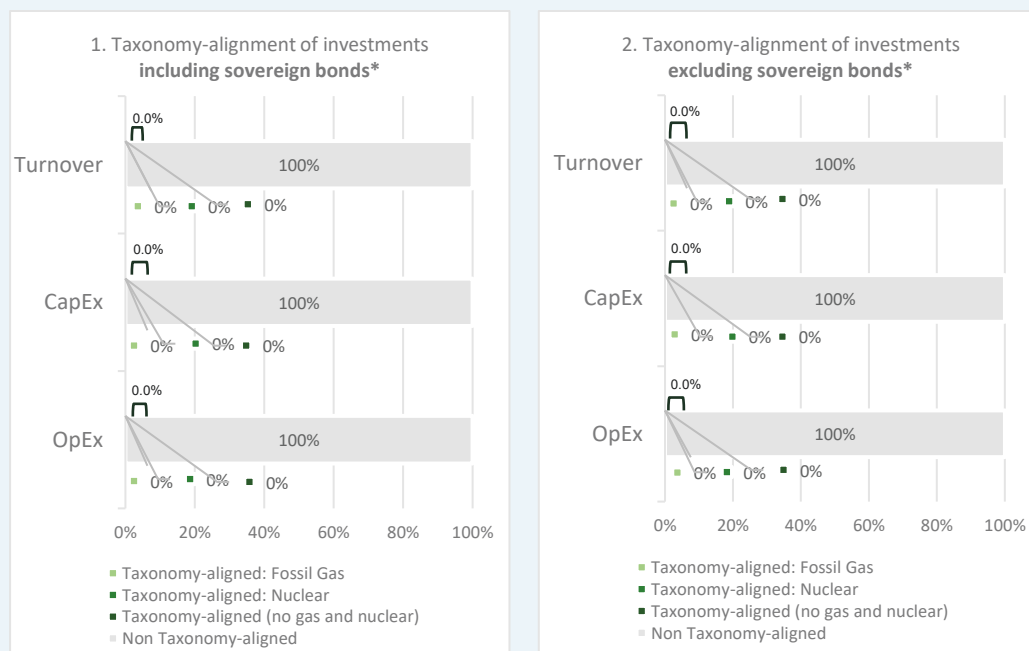 1. Taxonomy-alignment of investments
including sovereign bonds*
0.0%
Turnover
100%
0% 0% 0%
0.0%
CapEx
100%
0% 0% 0%
0.0%
OpEx
100%
0% 0% 0%
0% 20% 40% 60% 80% 100%
Taxonomy-aligned: Fossil Gas
Taxonomy-aligned: Nuclear
Taxonomy-aligned (no gas and nuclear)
Non Taxonomy-aligned
2. Taxonomy-alignment of investments
excluding sovereign bonds*
0.0%
Turnover
100%
0% 0% 0%
0.0%
CapEx
100%
0% 0% 0%
0.0%
OpEx
100%
0% 0% 0%
0% 20% 40% 60% 80% 100%
Taxonomy-aligned: Fossil Gas
Taxonomy-aligned: Nuclear
Taxonomy-aligned (no gas and nuclear)
Non Taxonomy-aligned